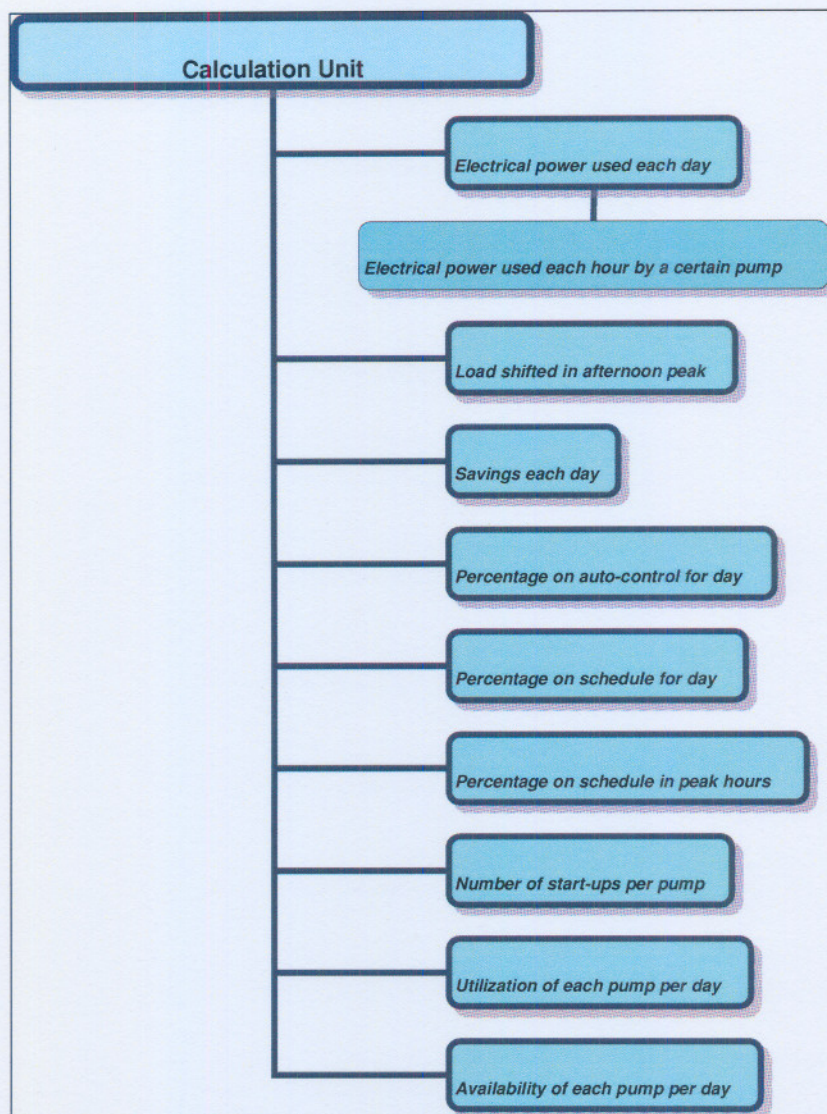 Calculation Unit
Electrical power used each day
Electrical power used each hour by a certain pump
Load shifted in afternoon peak
Savings each day
Percentage on auto-control for day
Percentage on schedule for day
Percentage on schedule in peak hours
Number of start-ups per pump
Utilization of each pump per day
Availability of each pump per day